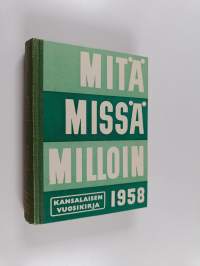 MITÄ
MISSÄ
MILLOIN
KANSALAISEN
VUOSIKIRJA
1958